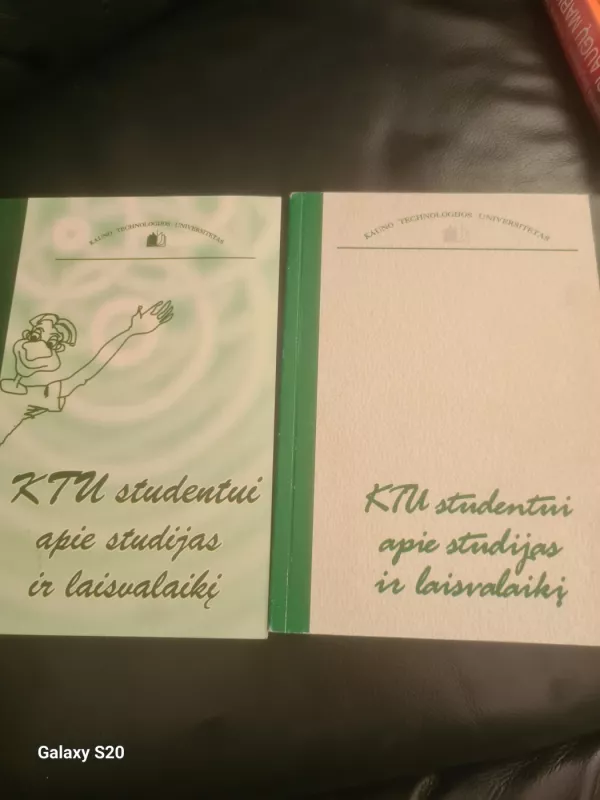 KAUNO TECHNOLOGIJOS UNIVERSITETAS
KTU studentui
apie studijas
ir laisvalaikį
KAUNO TECHNOLOGIJOS UNIVERSITETAS
KTU studentui
apie studijas
ir laisvalaikį
Galaxy S20